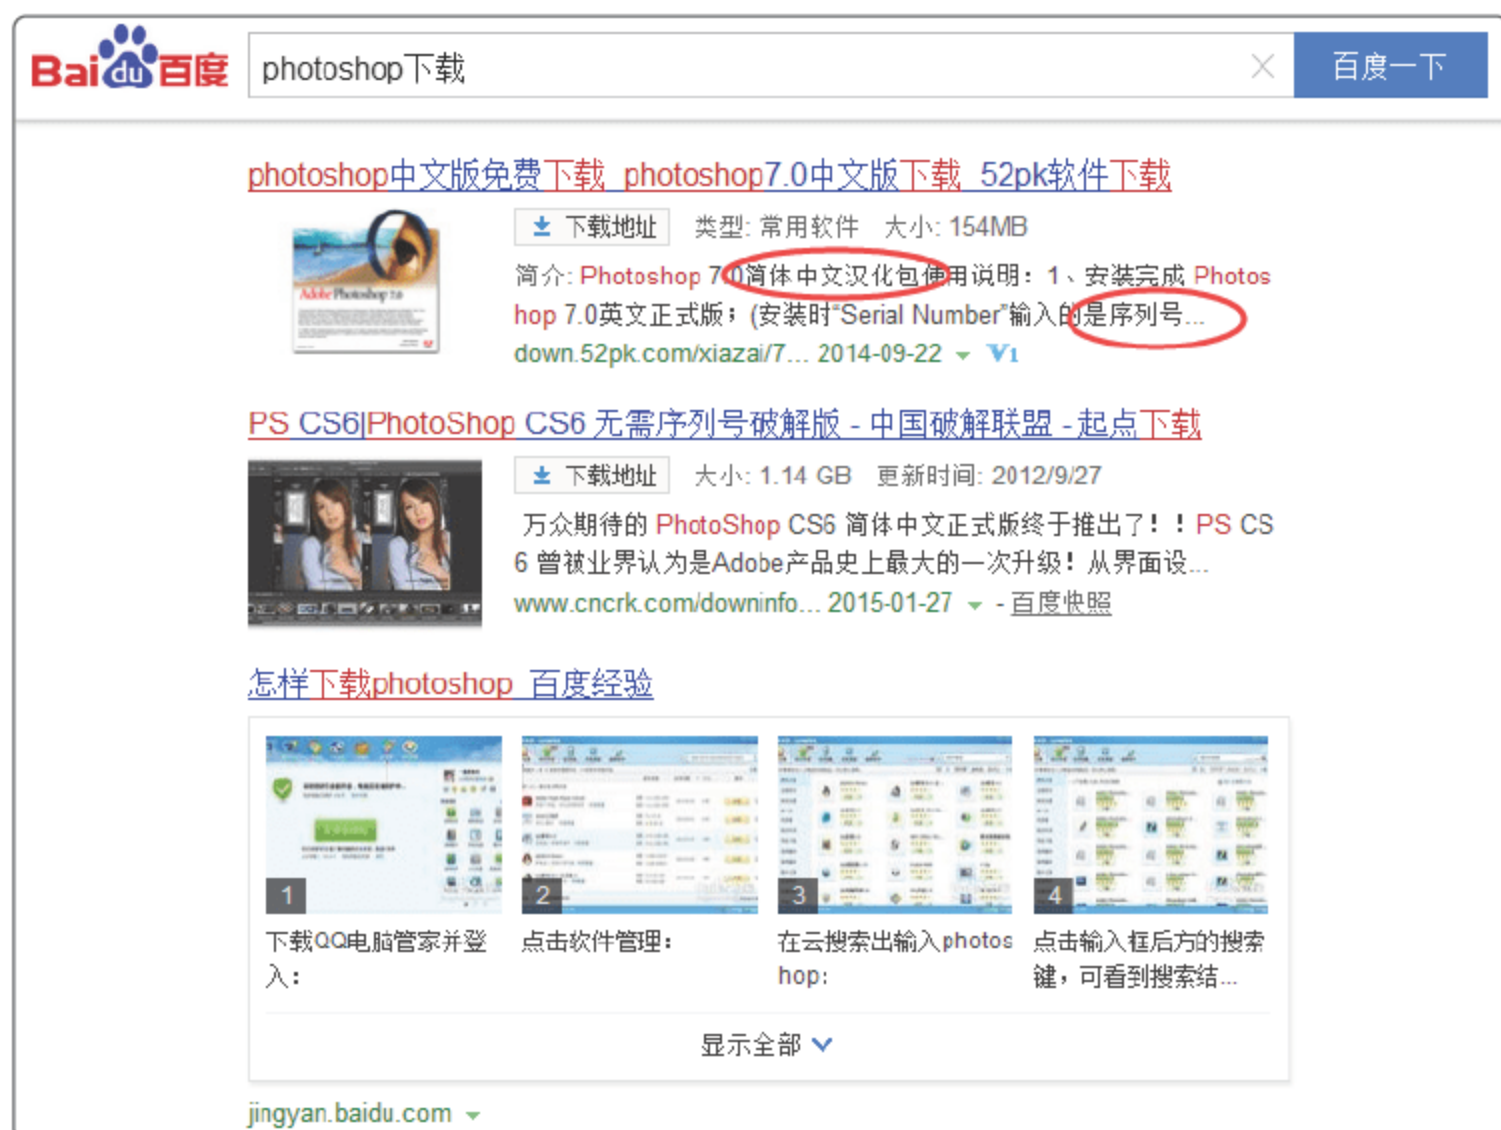 Bai du 百度
photoshop下载
百度一下
photoshop中文版免费下载_photoshop7.0中文版下载_52pk软件下载
下载地址 类型: 常用软件 大小: 154MB
简介: Photoshop 7.0简体中文汉化包使用说明：1、安装完成 Photos
hop 7.0英文正式版；(安装时“Serial Number”输入的是序列号...
down.52pk.com/xiazai/7... 2014-09-22 V1
Adobe Photoshop 7.0
PS CS6|PhotoShop CS6 无需序列号破解版 - 中国破解联盟 - 起点下载
下载地址 大小: 1.14 GB 更新时间: 2012/9/27
万众期待的 PhotoShop CS6 简体中文正式版终于推出了！！PS CS
6 曾被业界认为是Adobe产品史上最大的一次升级！从界面设...
www.cncrk.com/downinfo... 2015-01-27 - 百度快照
怎样下载photoshop_百度经验
1
2
3
4
下载QQ电脑管家并登
入：
点击软件管理：
在云搜索出输入photos
hop:
点击输入框后方的搜索
键，可看到搜索结...
显示全部
jingyan.baidu.com